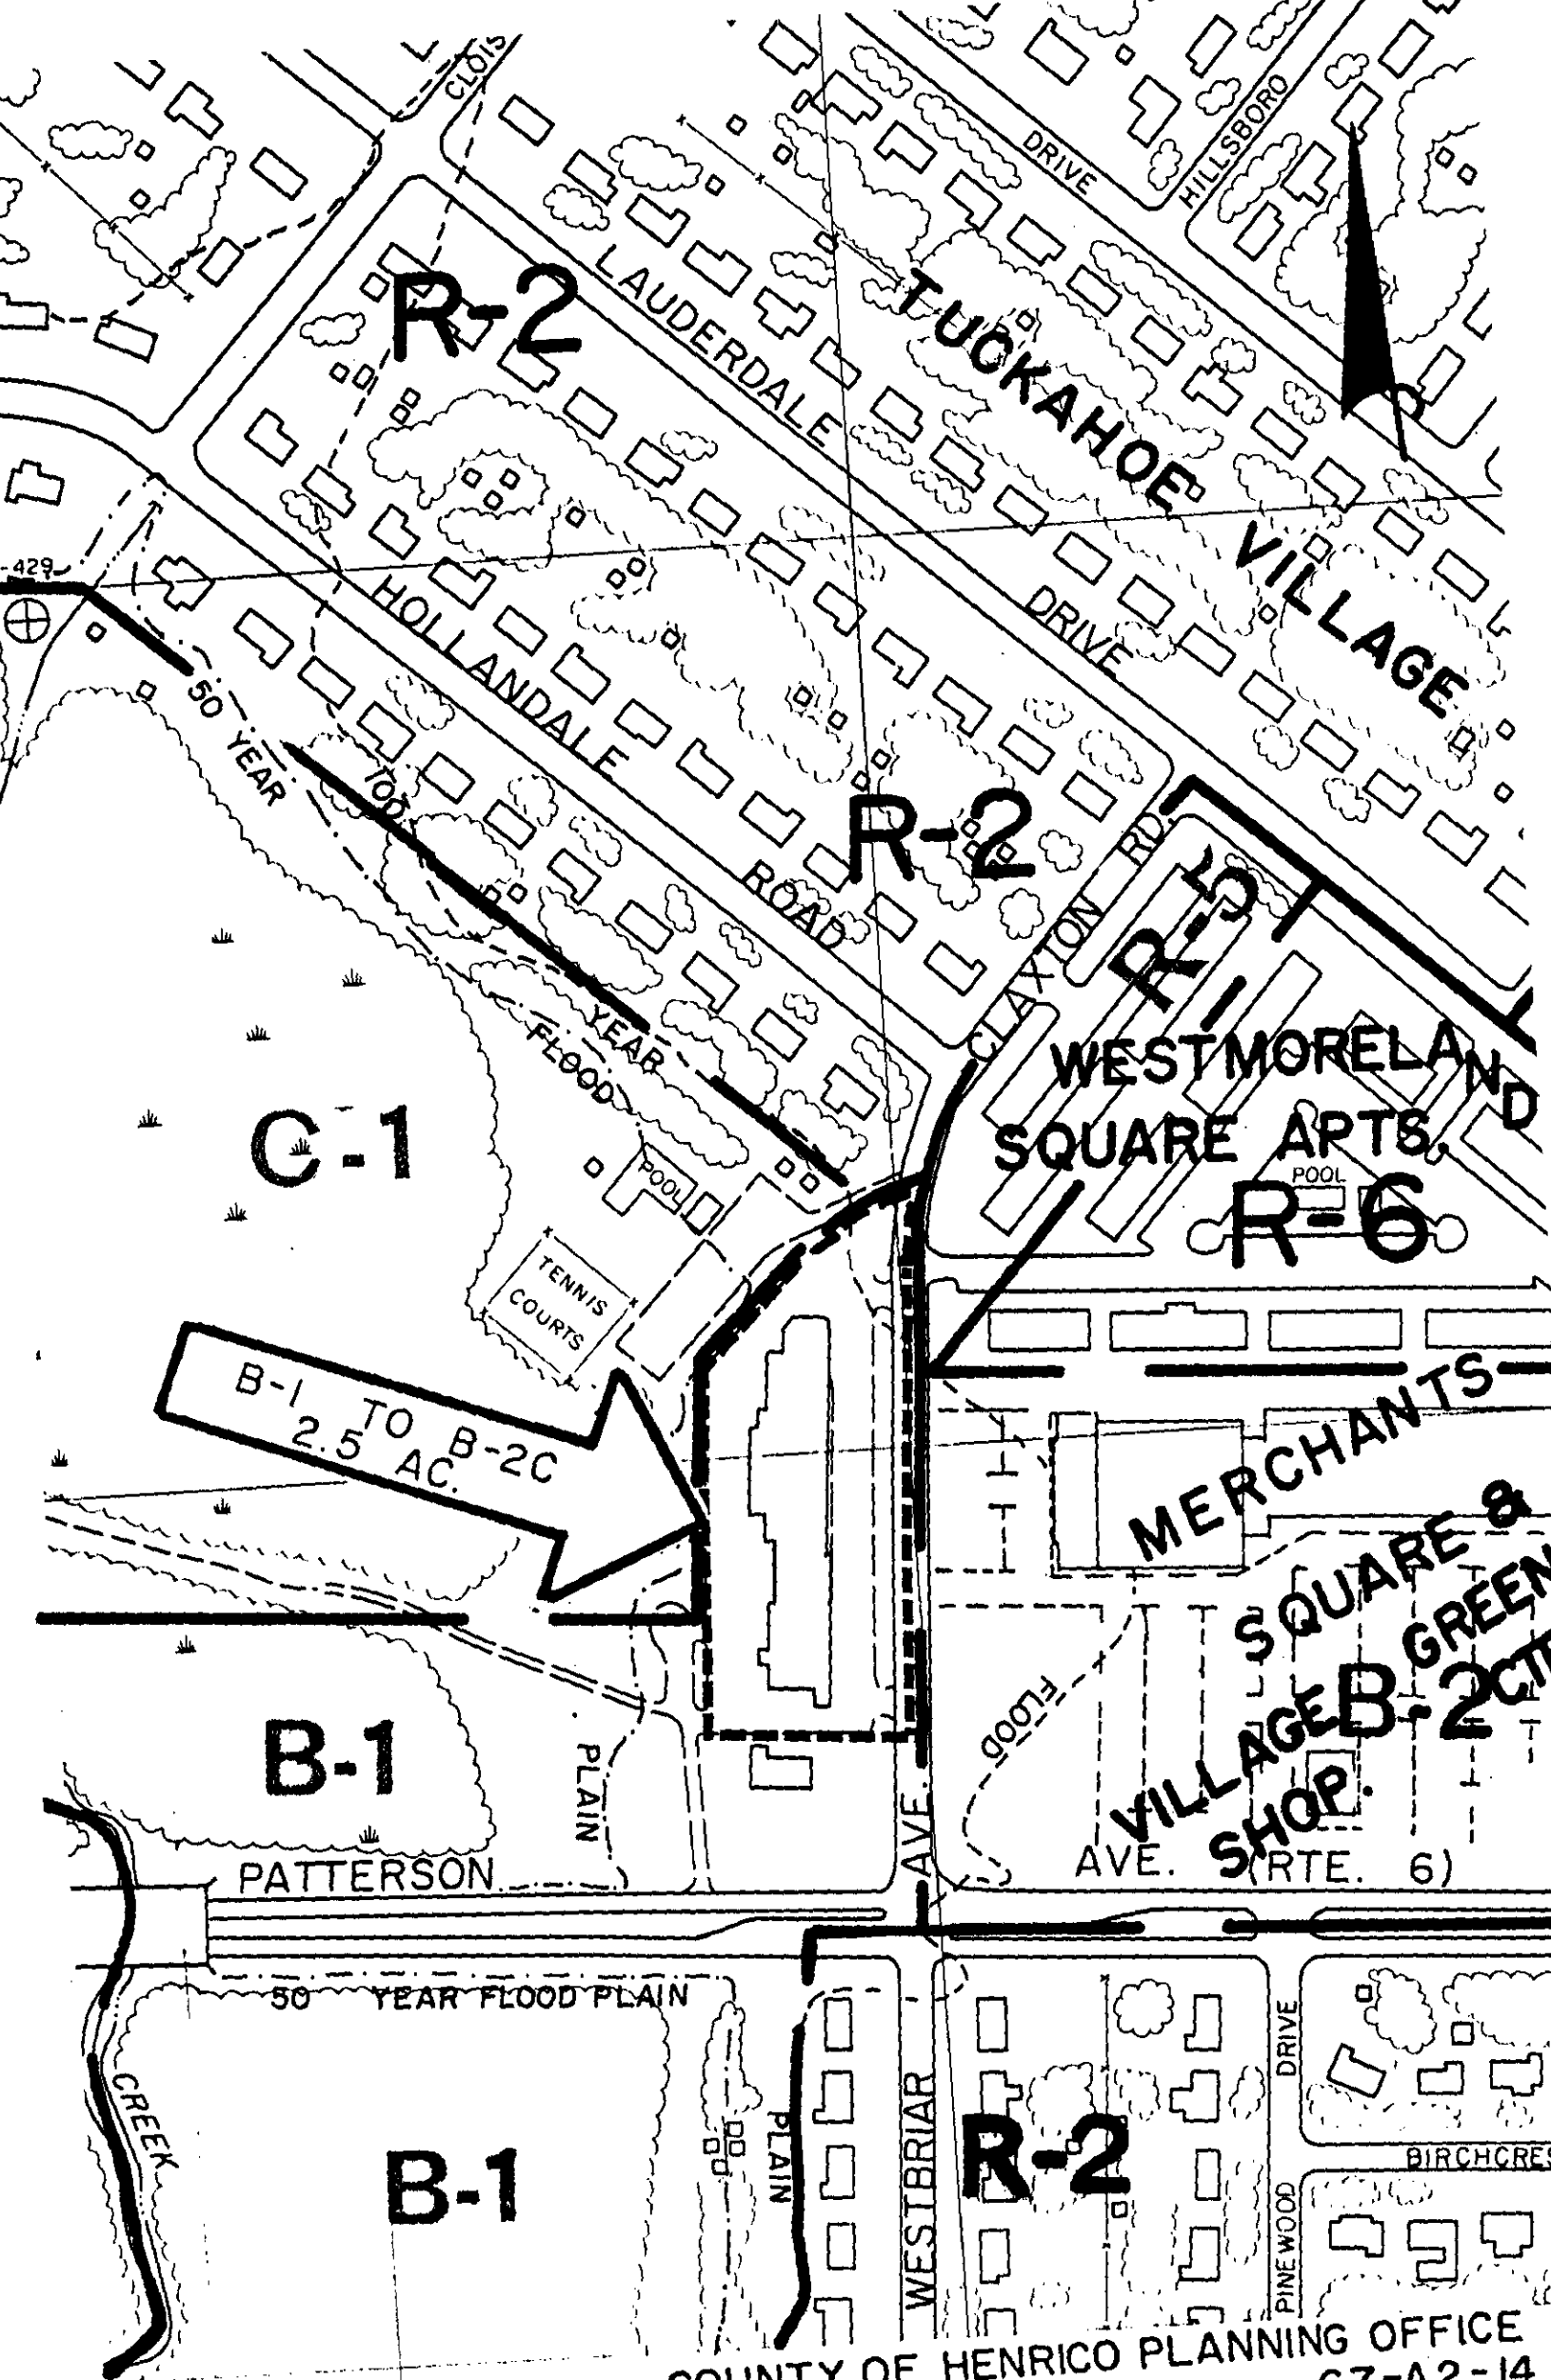 CLOIS
DRIVE
HILLSBORO
R-2
LAUDERDALE
TUCKAHOE
VILLAGE
DRIVE
-429
HOLLANDALE
ROAD
50
YEAR
100
YEAR
FLOOD
R-2
CLAXTON RD.
R-5
WESTMORELAND
SQUARE APTS.
POOL
R-6
C-1
POOL
TENNIS
COURTS
B-1 TO B-2C
2.5 AC.
MERCHANTS
SQUARE &
GREEN
VILLAGE
SHOP.
B-2
FLOOD
B-1
PLAIN
AVE.
PATTERSON
AVE. (RTE. 6)
50 YEAR FLOOD PLAIN
CREEK
B-1
PLAIN
WESTBRIAR
R-2
DRIVE
PINEWOOD
BIRCHCRES
COUNTY OF HENRICO PLANNING OFFICE